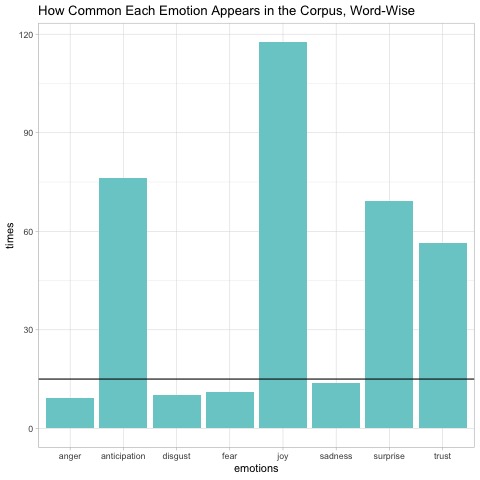 How Common Each Emotion Appears in the Corpus, Word-Wise
120
90
60
30
0
times
anger anticipation disgust fear joy sadness surprise trust
emotions